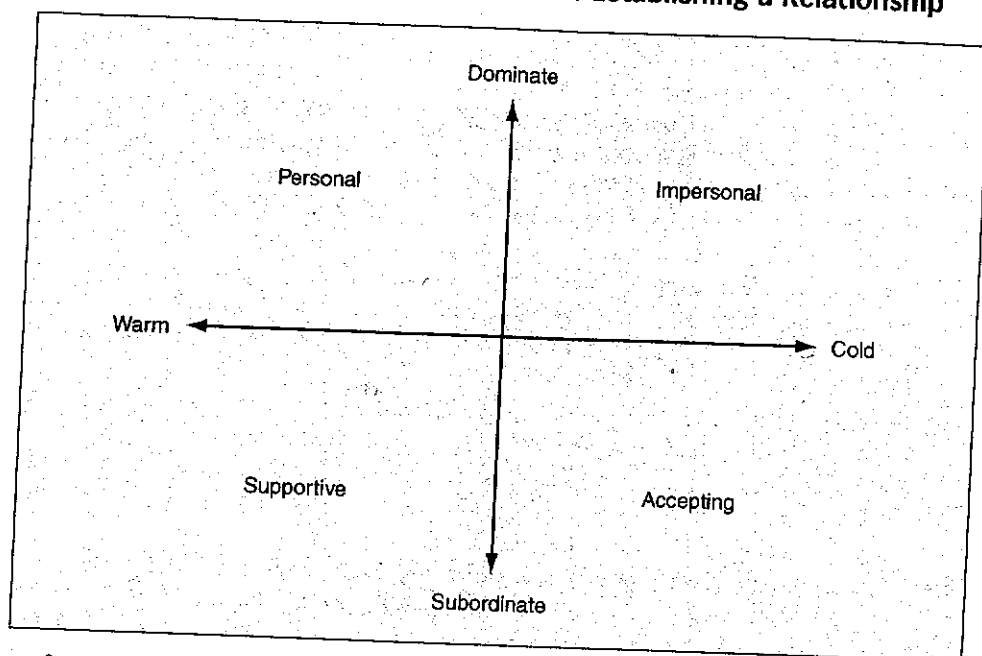 Establishing a Relationship
Dominate
Personal
Impersonal
Warm
Cold
Supportive
Accepting
Subordinate